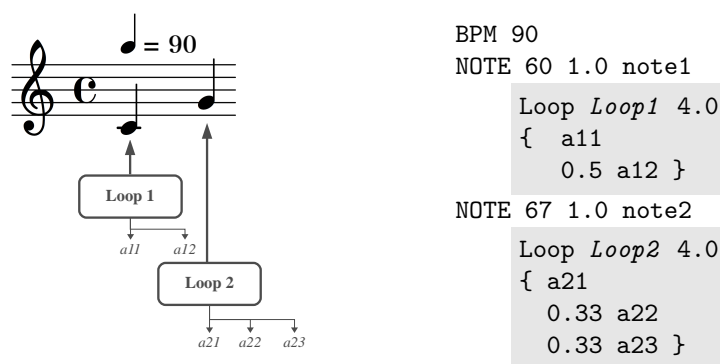 = 90
Loop 1
a11 a12
Loop 2
a21 a22 a23
BPM 90
NOTE 60 1.0 note1
Loop Loop1 4.0
{ a11
0.5 a12 }
NOTE 67 1.0 note2
Loop Loop2 4.0
{ a21
0.33 a22
0.33 a23 }